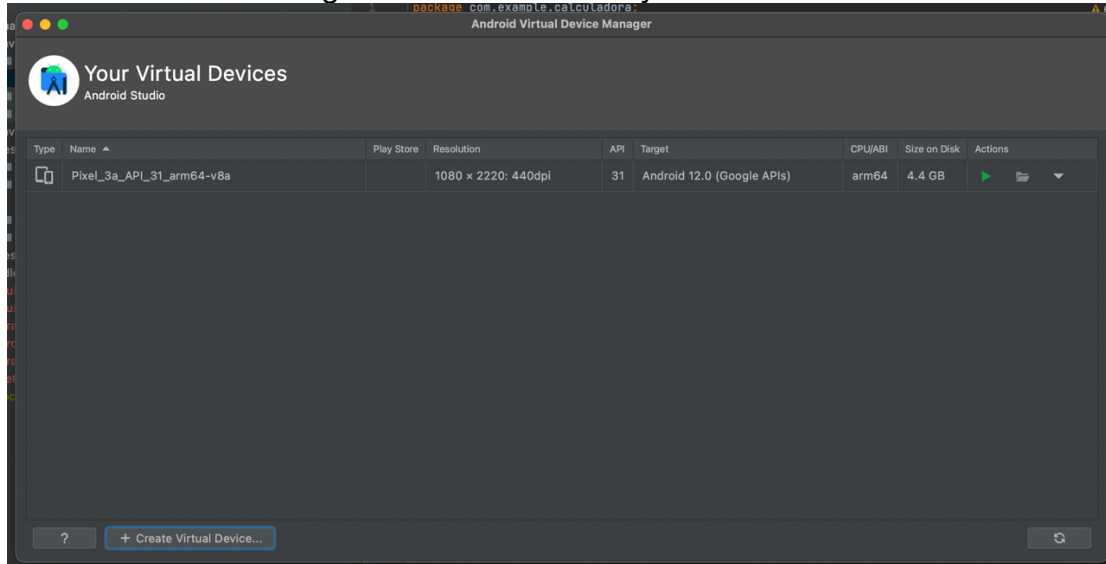 1 package com.example.calculadora;
Android Virtual Device Manager
Your Virtual Devices
Android Studio
Type Name Play Store Resolution API Target CPU/ABI Size on Disk Actions
Pixel_3a_API_31_arm64-v8a 1080 × 2220: 440dpi 31 Android 12.0 (Google APIs) arm64 4.4 GB
? + Create Virtual Device...